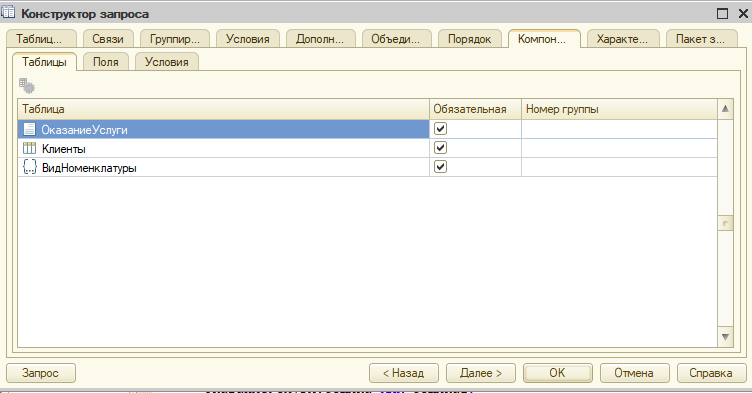 Конструктор запроса
Таблиц... Связи Группир... Условия Дополн... Объеди... Порядок Компон... Характе... Пакет з...
Таблицы Поля Условия
Таблица Обязательная Номер группы
ОказаниеУслуги
Клиенты
ВидНоменклатуры
Запрос < Назад Далее > OK Отмена Справка